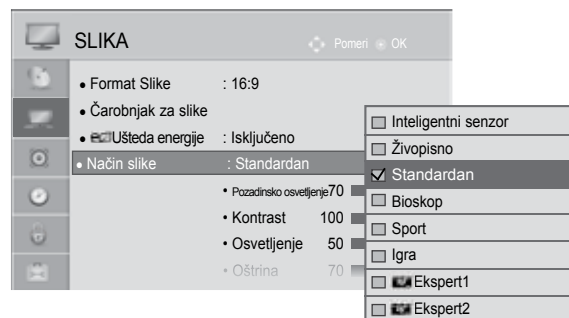 SLIKA
Pomeri OK
• Format Slike : 16:9
• Čarobnjak za slike
• Ušteda energije : Isključeno
• Način slike : Standardan
• Pozadinsko osvetljenje 70
• Kontrast 100
• Osvetljenje 50
• Oštrina 70
Inteligentni senzor
Živopisno
Standardan
Bioskop
Sport
Igra
Ekspert1
Ekspert2